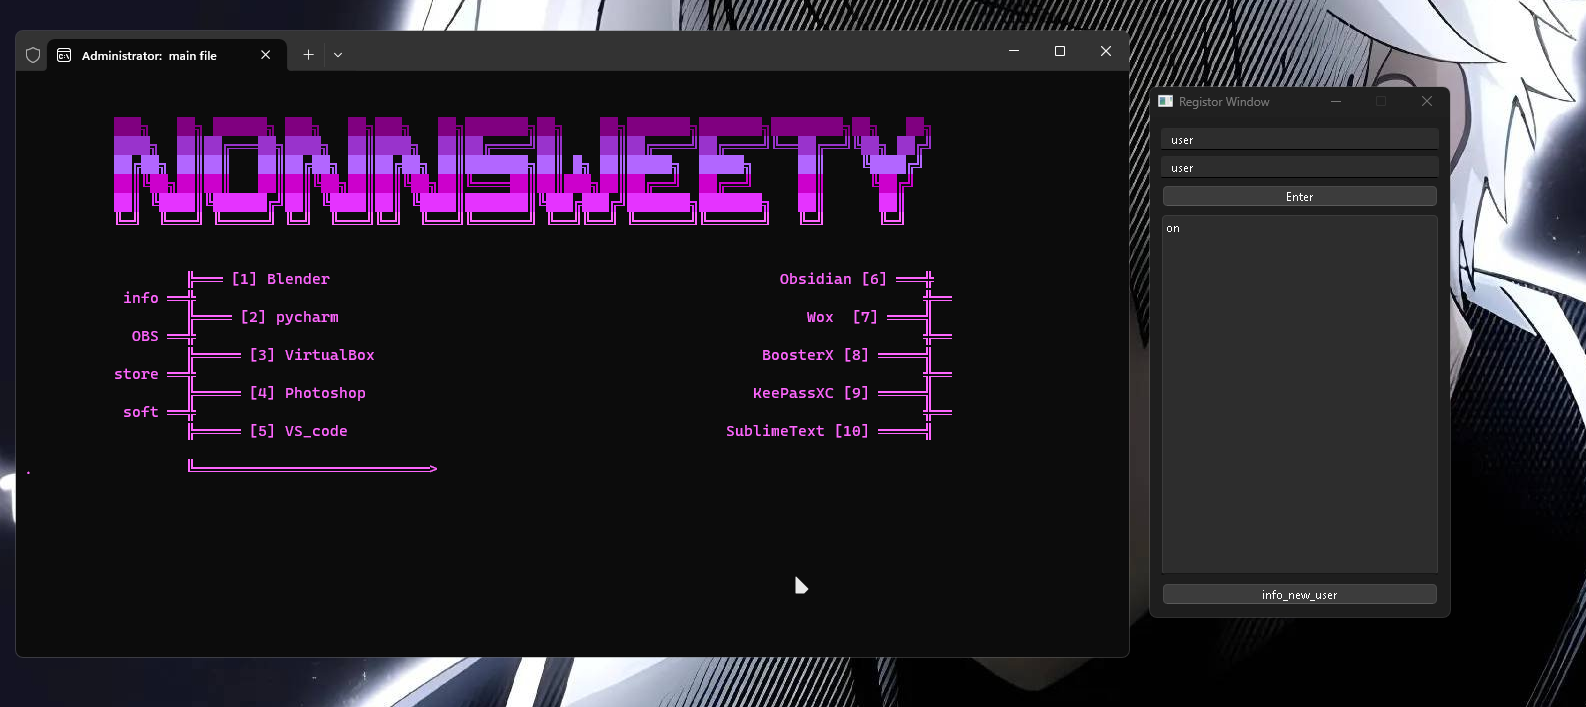 Administrator: main file
NONNSWEETY
[1] Blender
Obsidian [6]
info
[2] pycharm
Wox [7]
OBS
[3] VirtualBox
BoosterX [8]
store
[4] Photoshop
KeePassXC [9]
soft
[5] VS_code
SublimeText [10]
Registor Window
user
user
Enter
on
info_new_user